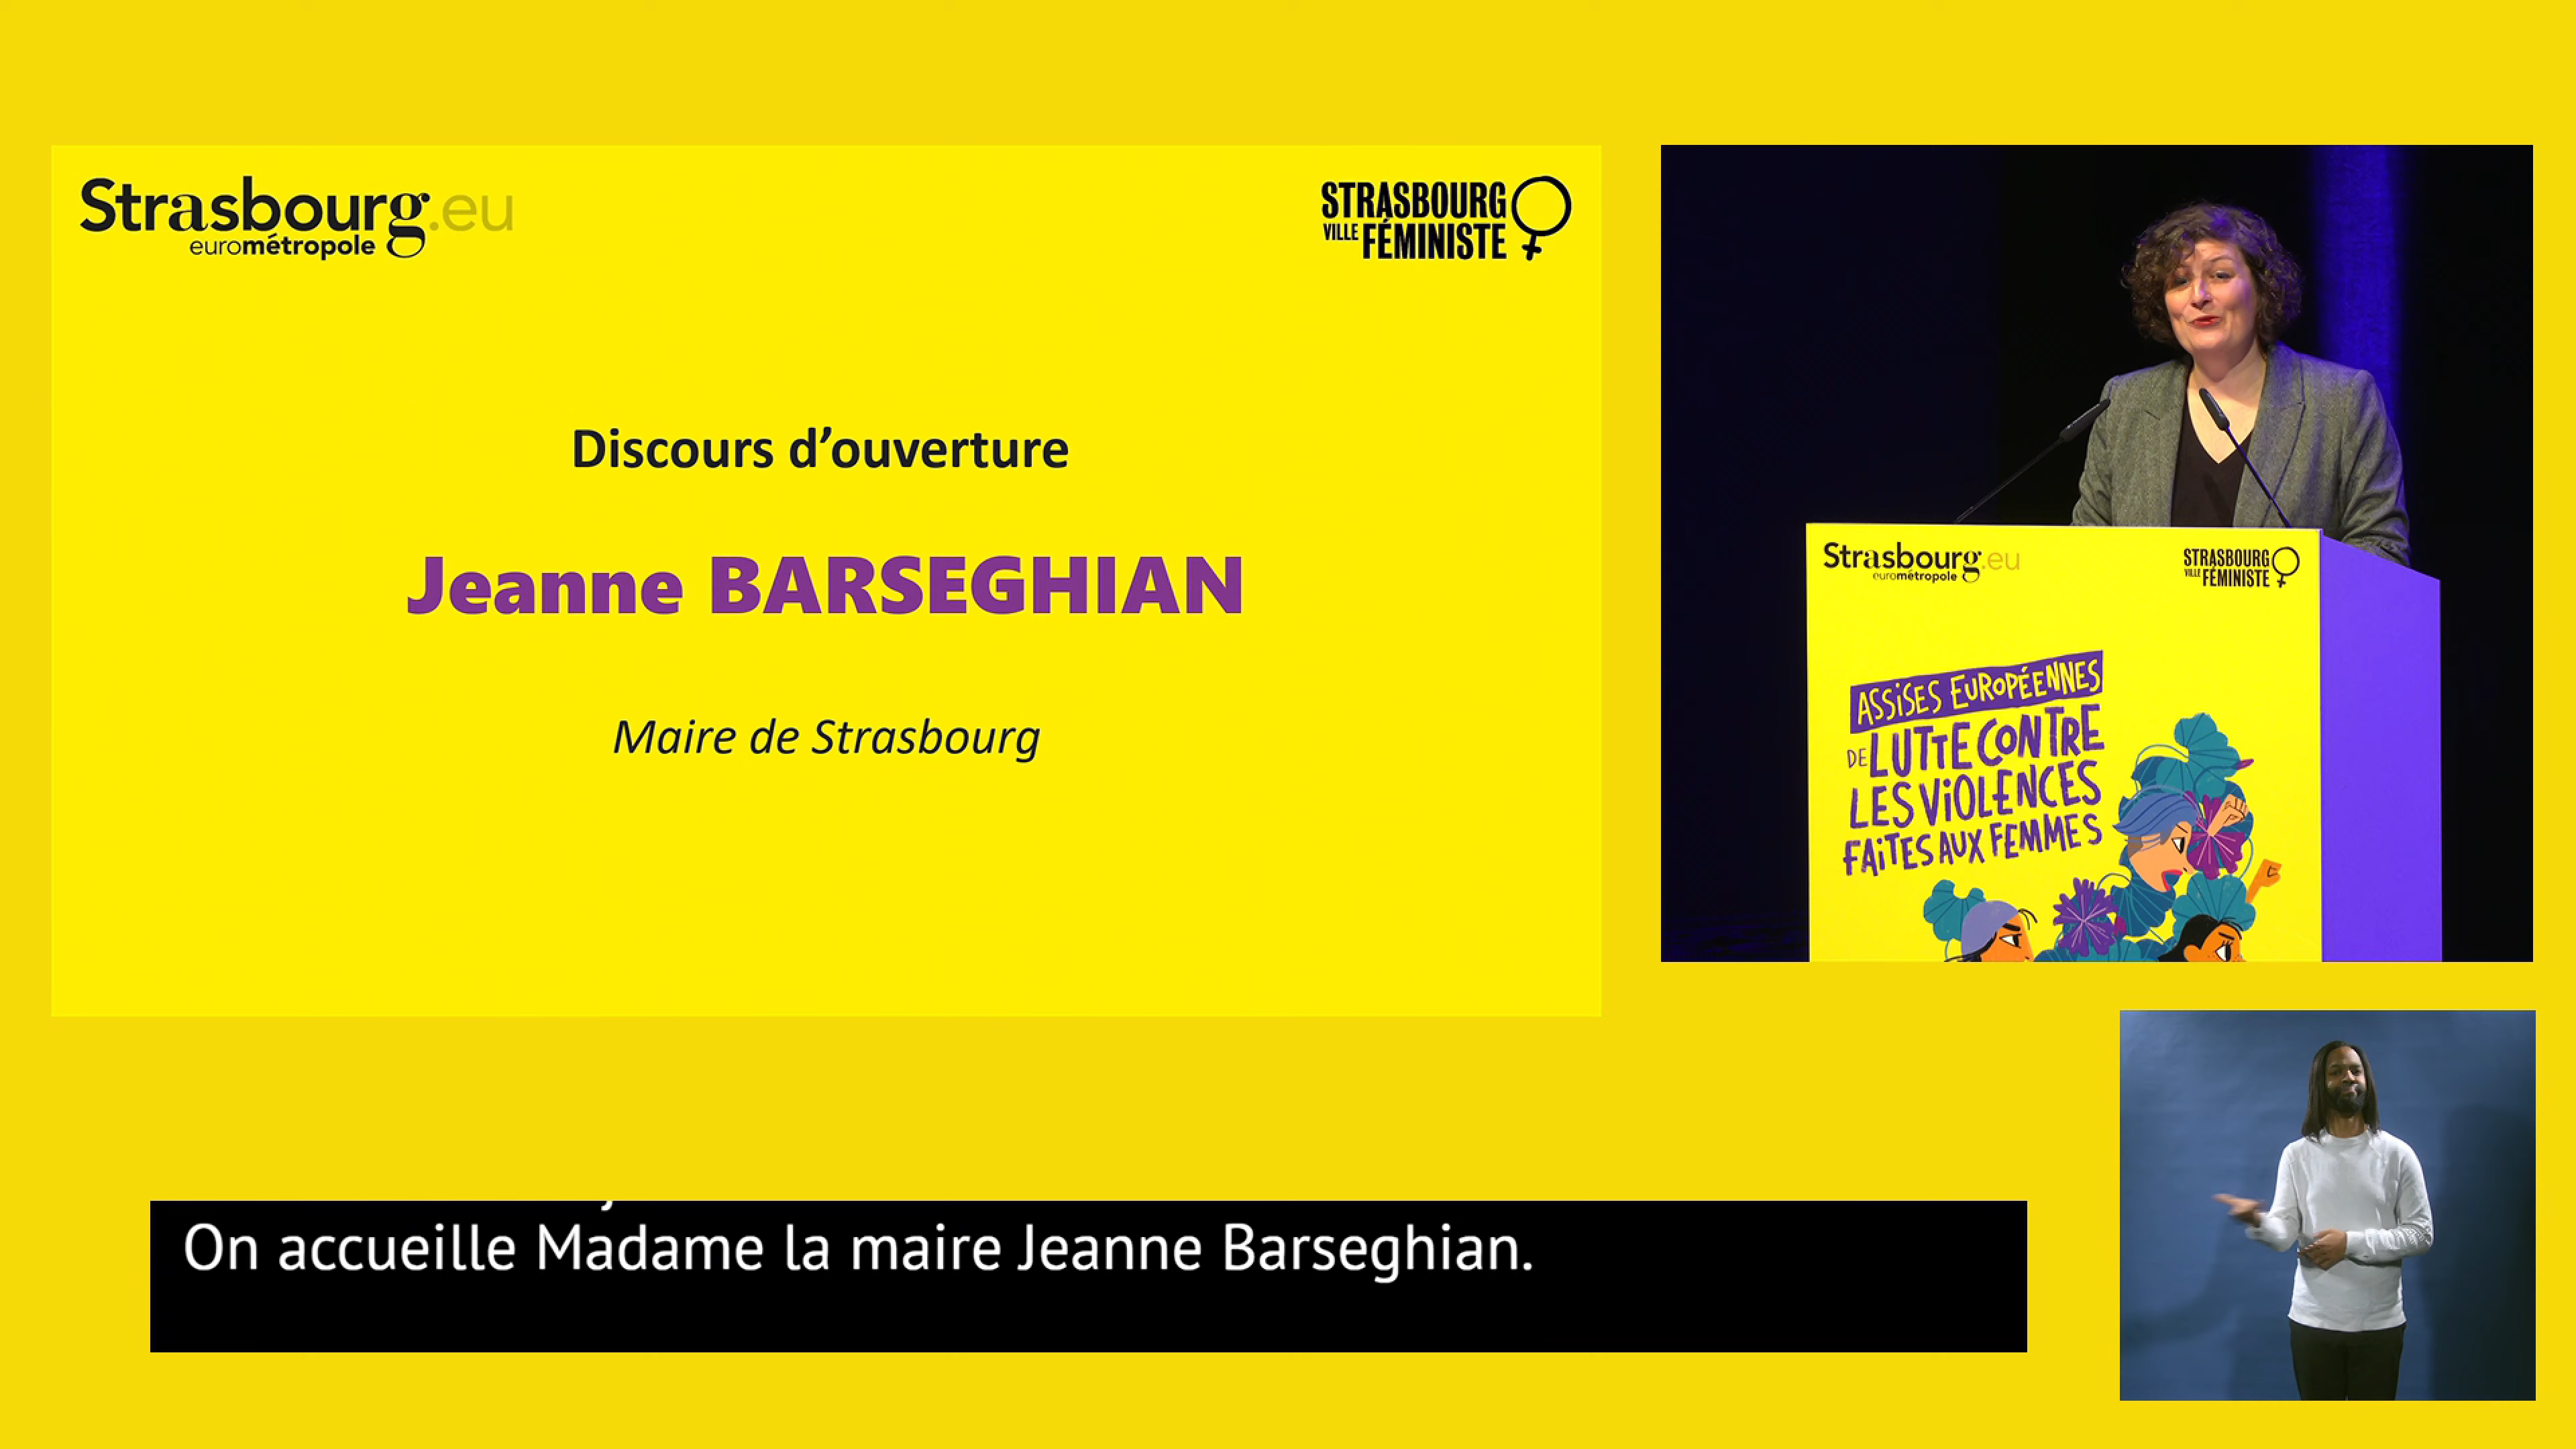 Strasbourg.eu
eurométropole
STRASBOURG
VILLE FÉMINISTE
Discours d'ouverture
Jeanne BARSEGHIAN
Maire de Strasbourg
Strasbourg.eu
eurométropole
STRASBOURG
VILLE FÉMINISTE
ASSISES EUROPÉENNES
DE LUTTE CONTRE
LES VIOLENCES
FAITES AUX FEMMES
On accueille Madame la maire Jeanne Barseghian.